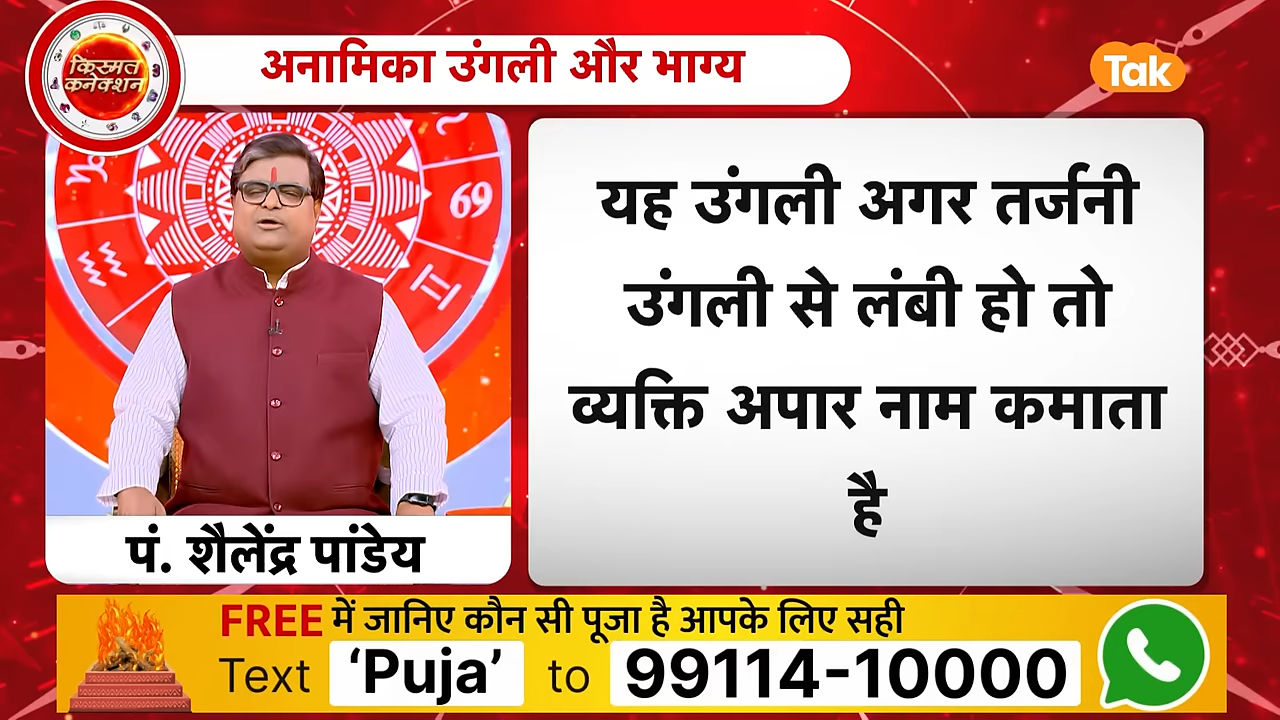 किस्मत
कनेक्शन
अनामिका उंगली और भाग्य
Tak
69
यह उंगली अगर तर्जनी
उंगली से लंबी हो तो
व्यक्ति अपार नाम कमाता
है
पं. शैलेंद्र पांडेय
FREE में जानिए कौन सी पूजा है आपके लिए सही
Text ‘Puja’ to 99114-10000